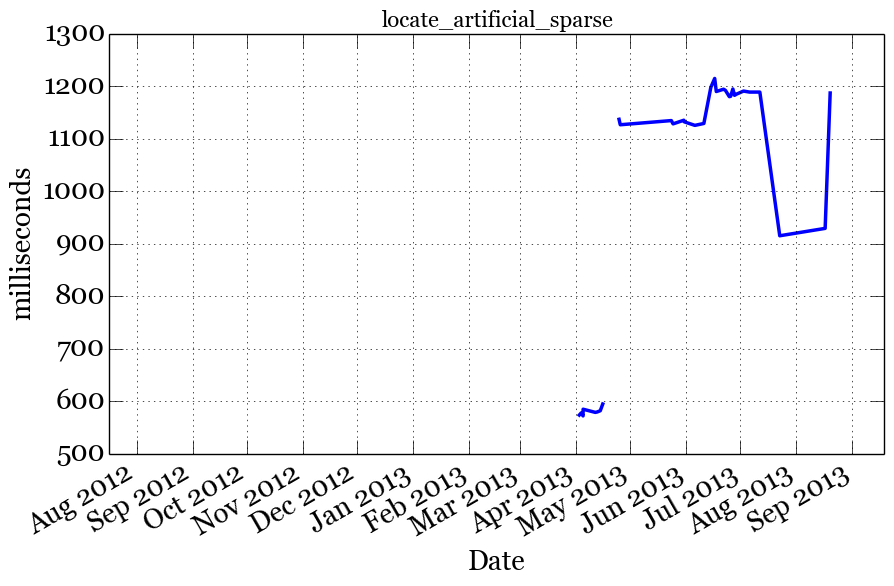 locate_artificial_sparse
1300
1200
1100
1000
900
800
700
600
500
milliseconds
Aug 2012
Sep 2012
Oct 2012
Nov 2012
Dec 2012
Jan 2013
Feb 2013
Mar 2013
Apr 2013
May 2013
Jun 2013
Jul 2013
Aug 2013
Sep 2013
Date